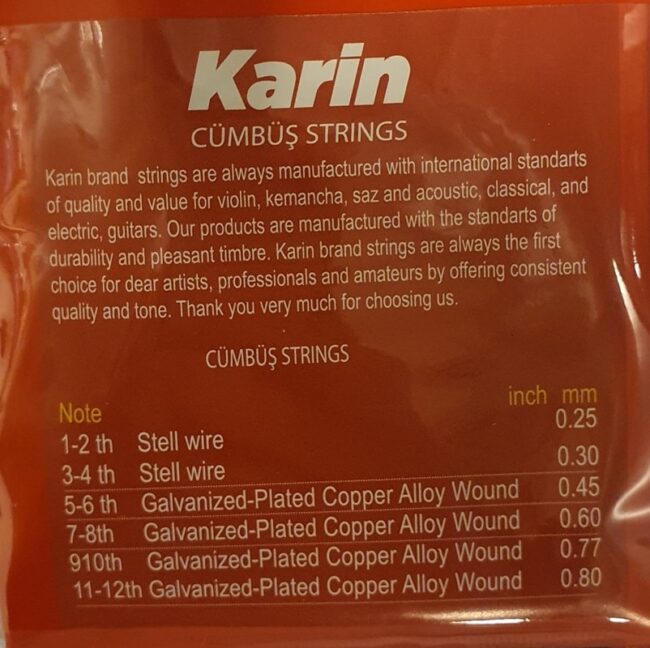 Karin
CÜMBÜŞ STRINGS
Karin brand strings are always manufactured with international standarts
of quality and value for violin, kemancha, saz and acoustic, classical, and
electric, guitars. Our products are manufactured with the standarts of
durability and pleasant timbre. Karin brand strings are always the first
choice for dear artists, professionals and amateurs by offering consistent
quality and tone. Thank you very much for choosing us.
CÜMBÜŞ STRINGS
Note inch mm
1-2 th Stell wire 0.25
3-4 th Stell wire 0.30
5-6 th Galvanized-Plated Copper Alloy Wound 0.45
7-8th Galvanized-Plated Copper Alloy Wound 0.60
910th Galvanized-Plated Copper Alloy Wound 0.77
11-12th Galvanized-Plated Copper Alloy Wound 0.80